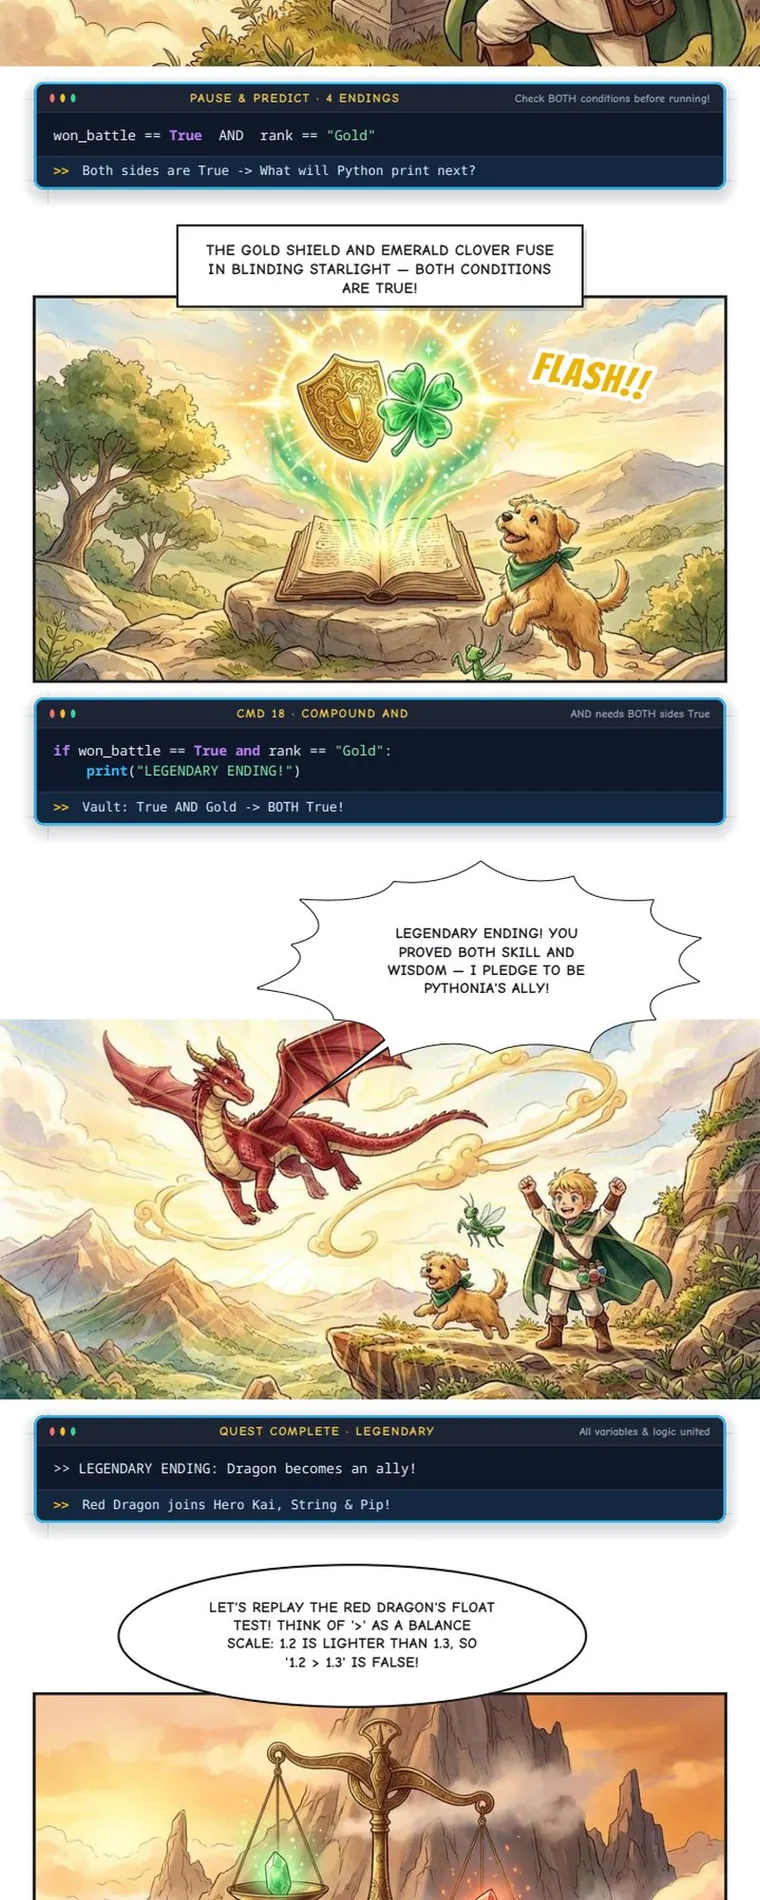 PAUSE & PREDICT · 4 ENDINGS
Check BOTH conditions before running!
won_battle == True AND rank == "Gold"
>> Both sides are True -> What will Python print next?
THE GOLD SHIELD AND EMERALD CLOVER FUSE
IN BLINDING STARLIGHT — BOTH CONDITIONS
ARE TRUE!
FLASH!!
CMD 18 · COMPOUND AND
AND needs BOTH sides True
if won_battle == True and rank == "Gold":
    print("LEGENDARY ENDING!")
>> Vault: True AND Gold -> BOTH True!
LEGENDARY ENDING! YOU
PROVED BOTH SKILL AND
WISDOM — I PLEDGE TO BE
PYTHONIA'S ALLY!
QUEST COMPLETE · LEGENDARY
All variables & logic united
>> LEGENDARY ENDING: Dragon becomes an ally!
>> Red Dragon joins Hero Kai, String & Pip!
LET'S REPLAY THE RED DRAGON'S FLOAT
TEST! THINK OF '>' AS A BALANCE
SCALE: 1.2 IS LIGHTER THAN 1.3, SO
'1.2 > 1.3' IS FALSE!